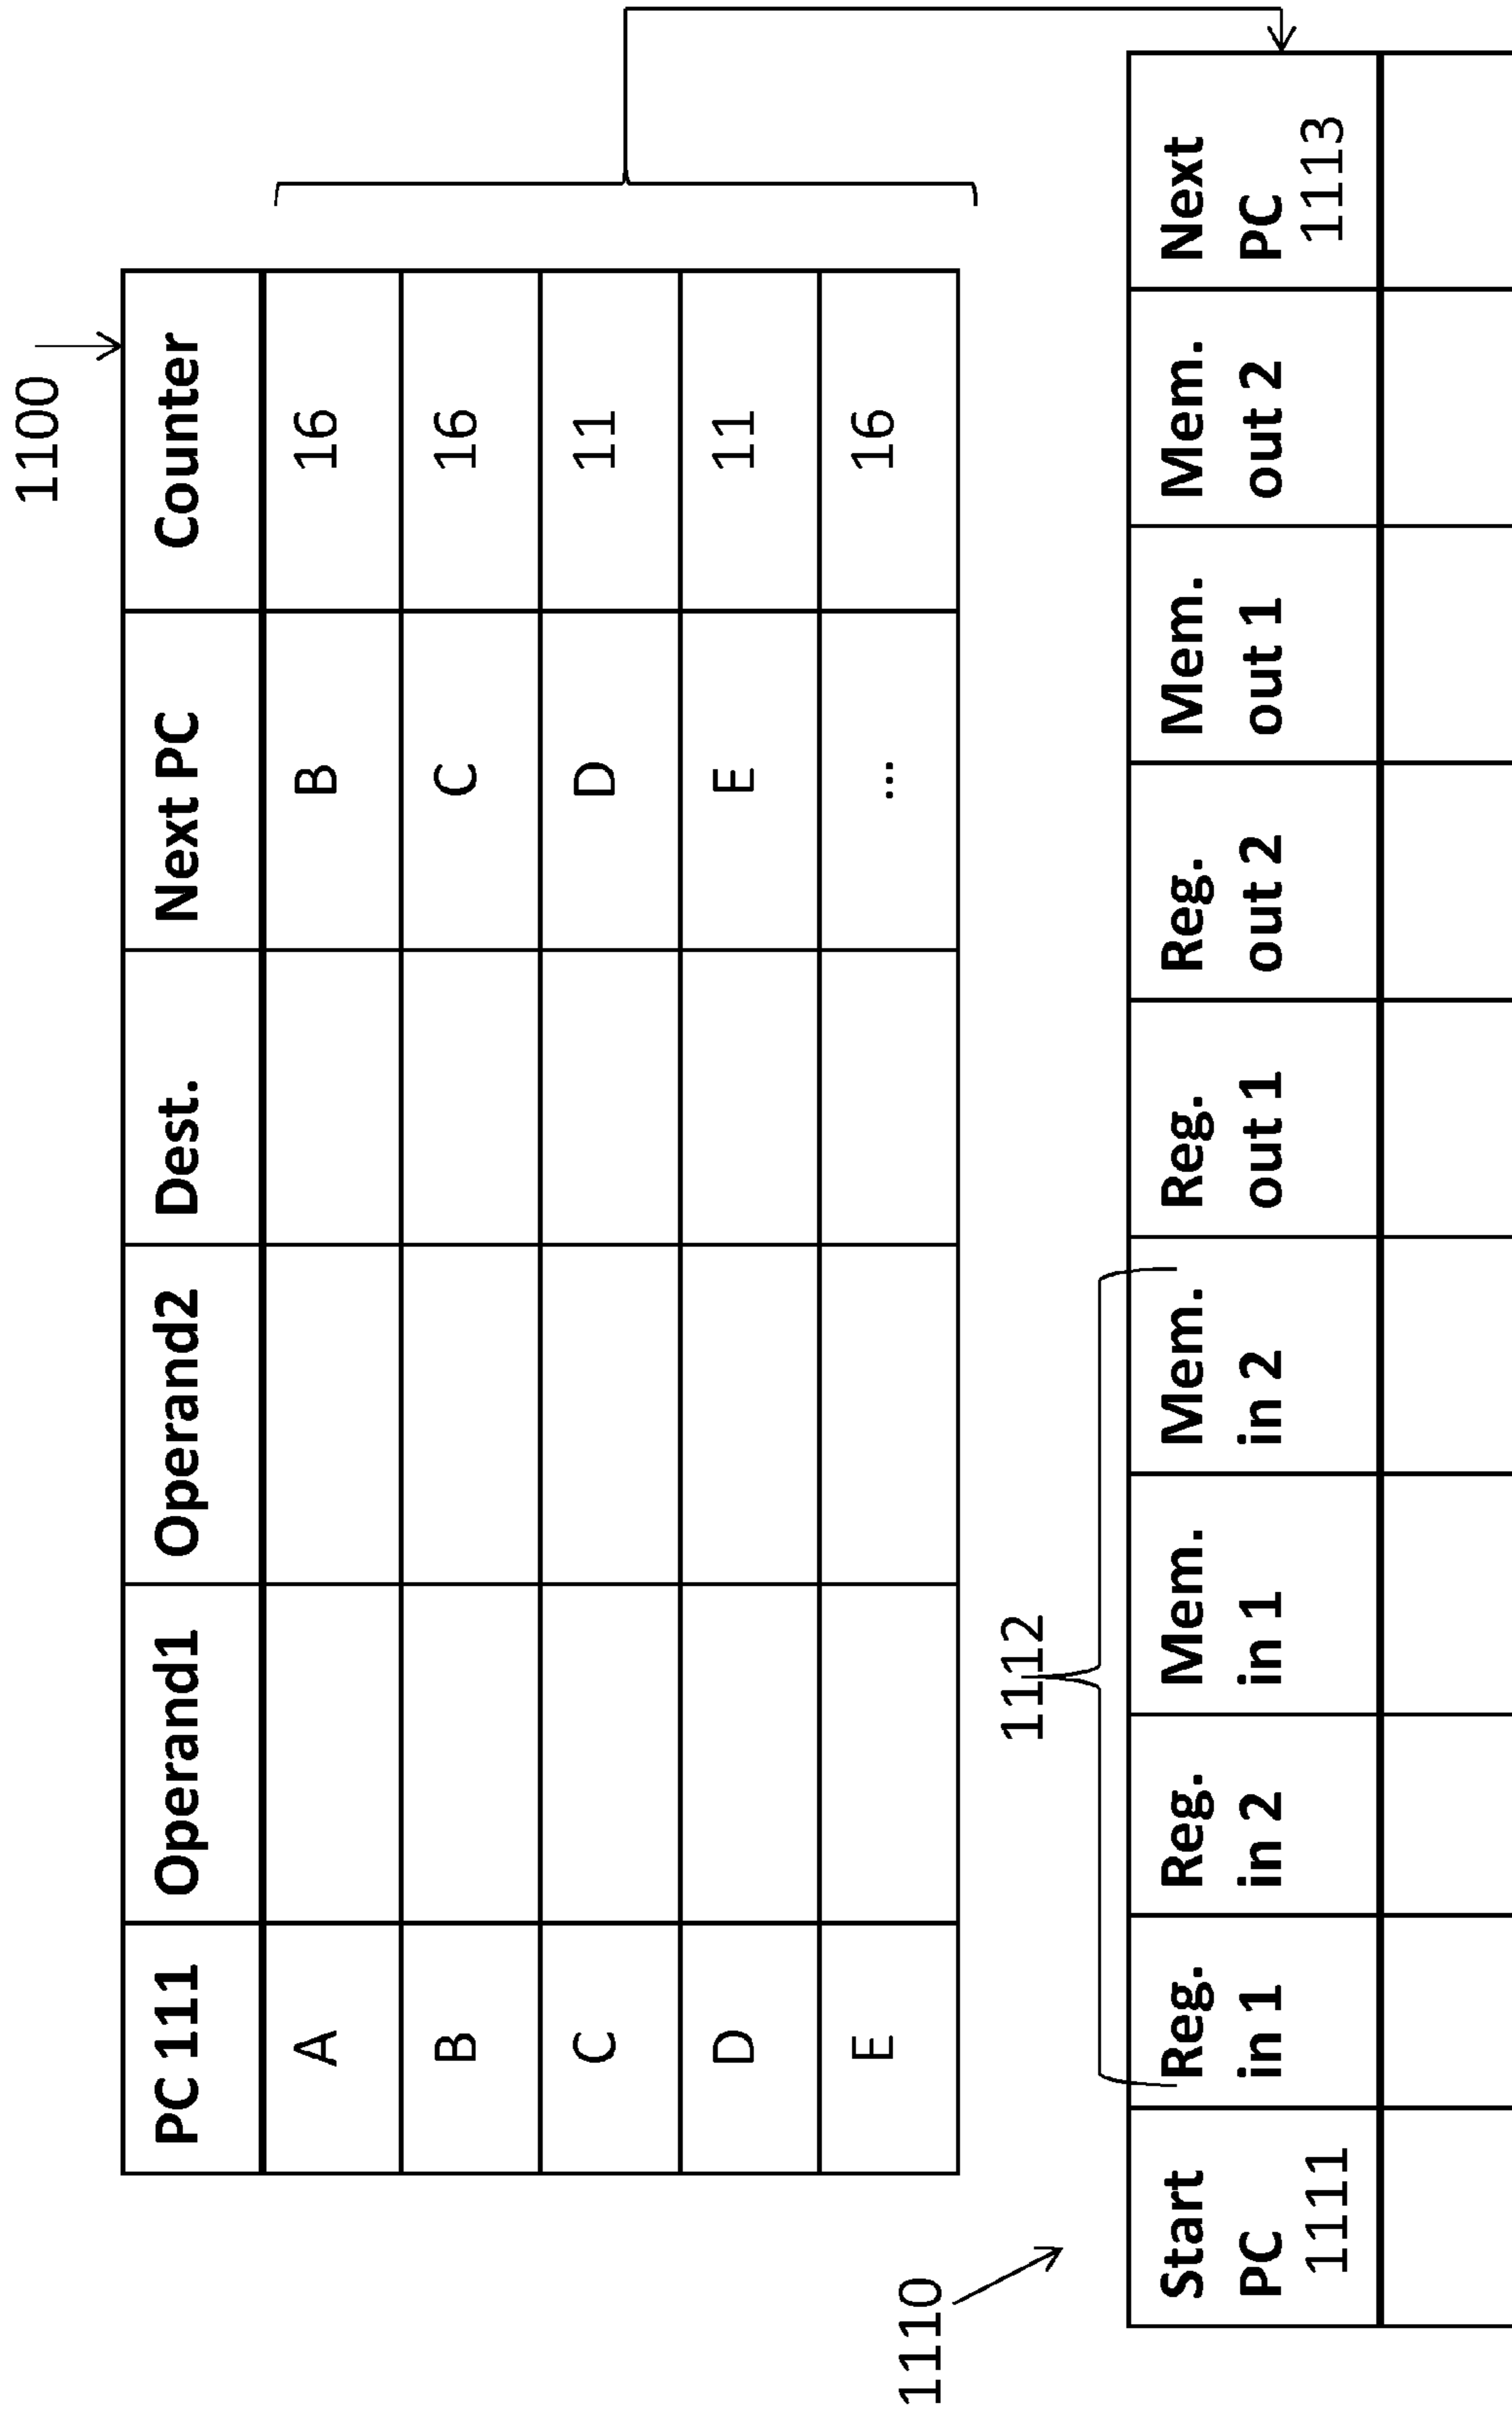 1100
PC 111 Operand1 Operand2 Dest. Next PC Counter
A B 16
B C 16
C D 11
D E 11
E ... 16
1110
1112
Start Reg. Reg. Mem. Mem. Reg. Reg. Mem. Mem. Next
PC in 1 in 2 in 1 in 2 out 1 out 2 out 1 out 2 PC
1111 1113